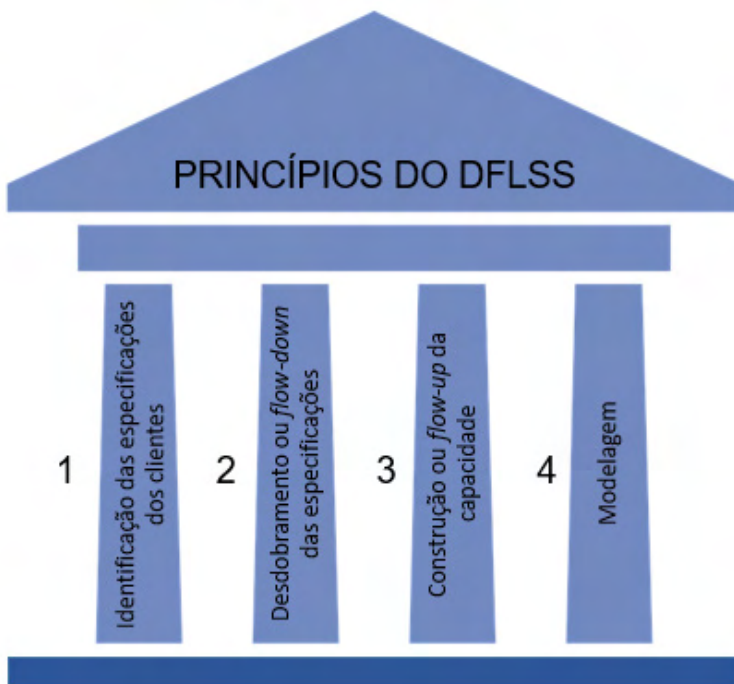 PRINCÍPIOS DO DFLSS
1
Identificação das especificações
dos clientes
2
Desdobramento ou flow-down
das especificações
3
Construção ou flow-up da
capacidade
4
Modelagem